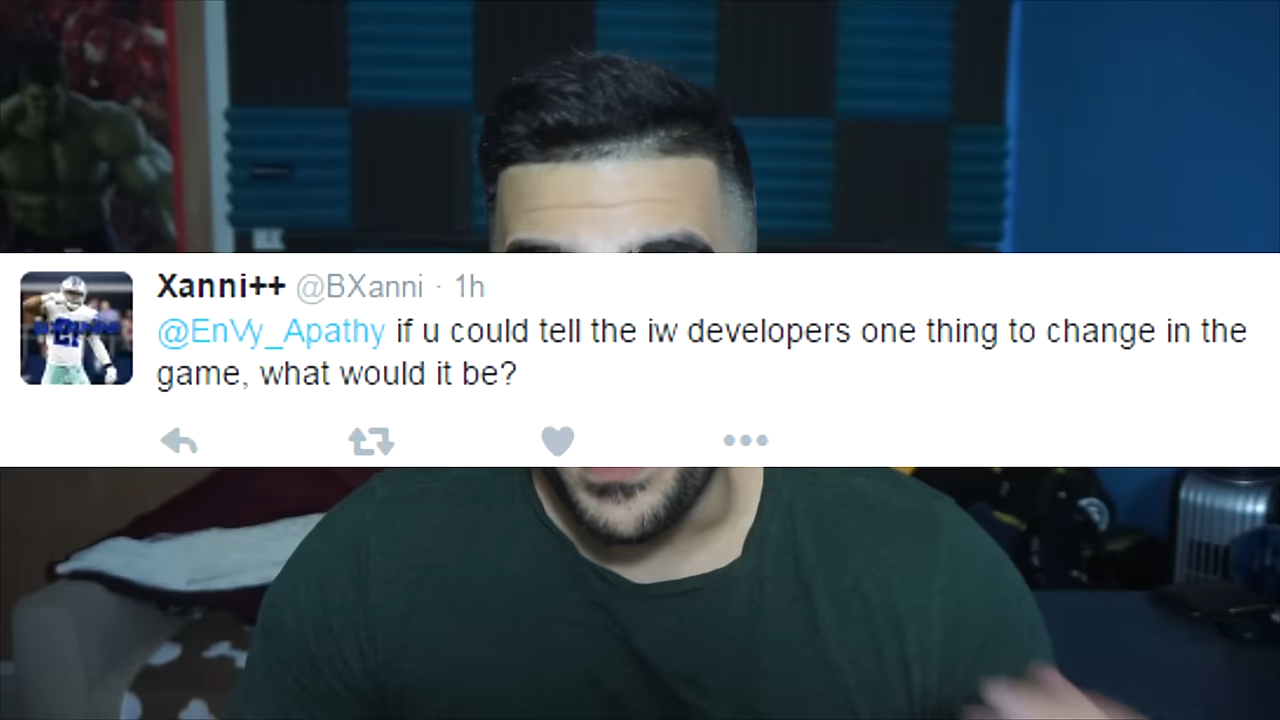 Xanni++ @BXanni · 1h
@EnVy_Apathy if u could tell the iw developers one thing to change in the
game, what would it be?